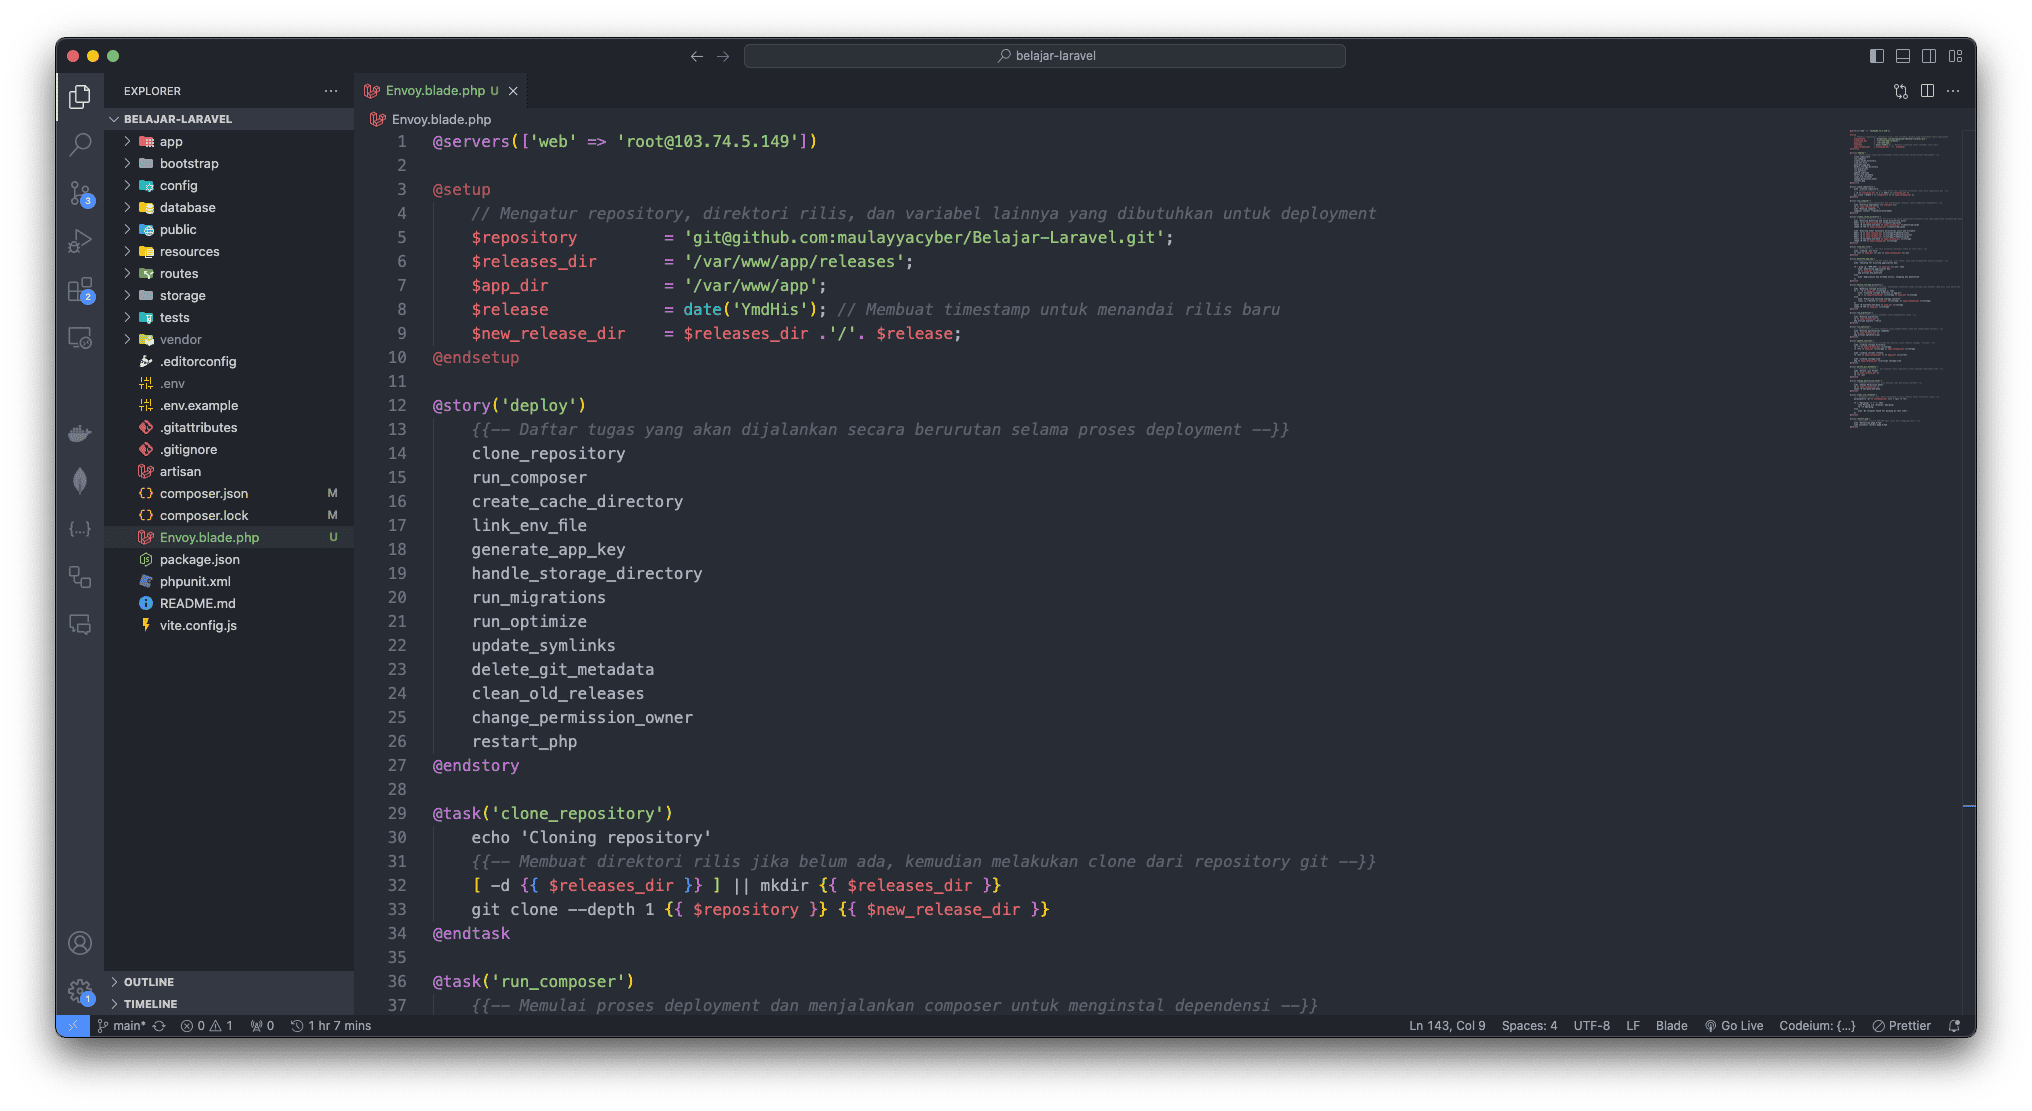 belajar-laravel
EXPLORER
Envoy.blade.php U
BELAJAR-LARAVEL
Envoy.blade.php
app
bootstrap
config
database
public
resources
routes
storage
tests
vendor
.editorconfig
.env
.env.example
.gitattributes
.gitignore
artisan
composer.json M
composer.lock M
Envoy.blade.php U
package.json
phpunit.xml
README.md
vite.config.js
OUTLINE
TIMELINE
3
2
1
1 @servers(['web' => 'root@103.74.5.149'])
2
3 @setup
4 // Mengatur repository, direktori rilis, dan variabel lainnya yang dibutuhkan untuk deployment
5 $repository = 'git@github.com:maulayyacyber/Belajar-Laravel.git';
6 $releases_dir = '/var/www/app/releases';
7 $app_dir = '/var/www/app';
8 $release = date('YmdHis'); // Membuat timestamp untuk menandai rilis baru
9 $new_release_dir = $releases_dir .'/'. $release;
10 @endsetup
11
12 @story('deploy')
13 {{-- Daftar tugas yang akan dijalankan secara berurutan selama proses deployment --}}
14 clone_repository
15 run_composer
16 create_cache_directory
17 link_env_file
18 generate_app_key
19 handle_storage_directory
20 run_migrations
21 run_optimize
22 update_symlinks
23 delete_git_metadata
24 clean_old_releases
25 change_permission_owner
26 restart_php
27 @endstory
28
29 @task('clone_repository')
30 echo 'Cloning repository'
31 {{-- Membuat direktori rilis jika belum ada, kemudian melakukan clone dari repository git --}}
32 [ -d {{ $releases_dir }} ] || mkdir {{ $releases_dir }}
33 git clone --depth 1 {{ $repository }} {{ $new_release_dir }}
34 @endtask
35
36 @task('run_composer')
37 {{-- Memulai proses deployment dan menjalankan composer untuk menginstal dependensi --}}
main* 0 1 0 1 hr 7 mins Ln 143, Col 9 Spaces: 4 UTF-8 LF Blade Go Live Codeium: {...} Prettier